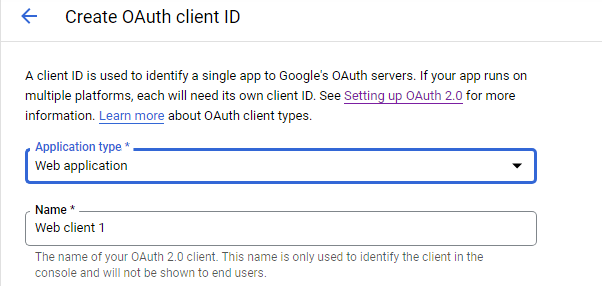 Create OAuth client ID
A client ID is used to identify a single app to Google's OAuth servers. If your app runs on
multiple platforms, each will need its own client ID. See Setting up OAuth 2.0 for more
information. Learn more about OAuth client types.
Application type *
Web application
Name *
Web client 1
The name of your OAuth 2.0 client. This name is only used to identify the client in the
console and will not be shown to end users.